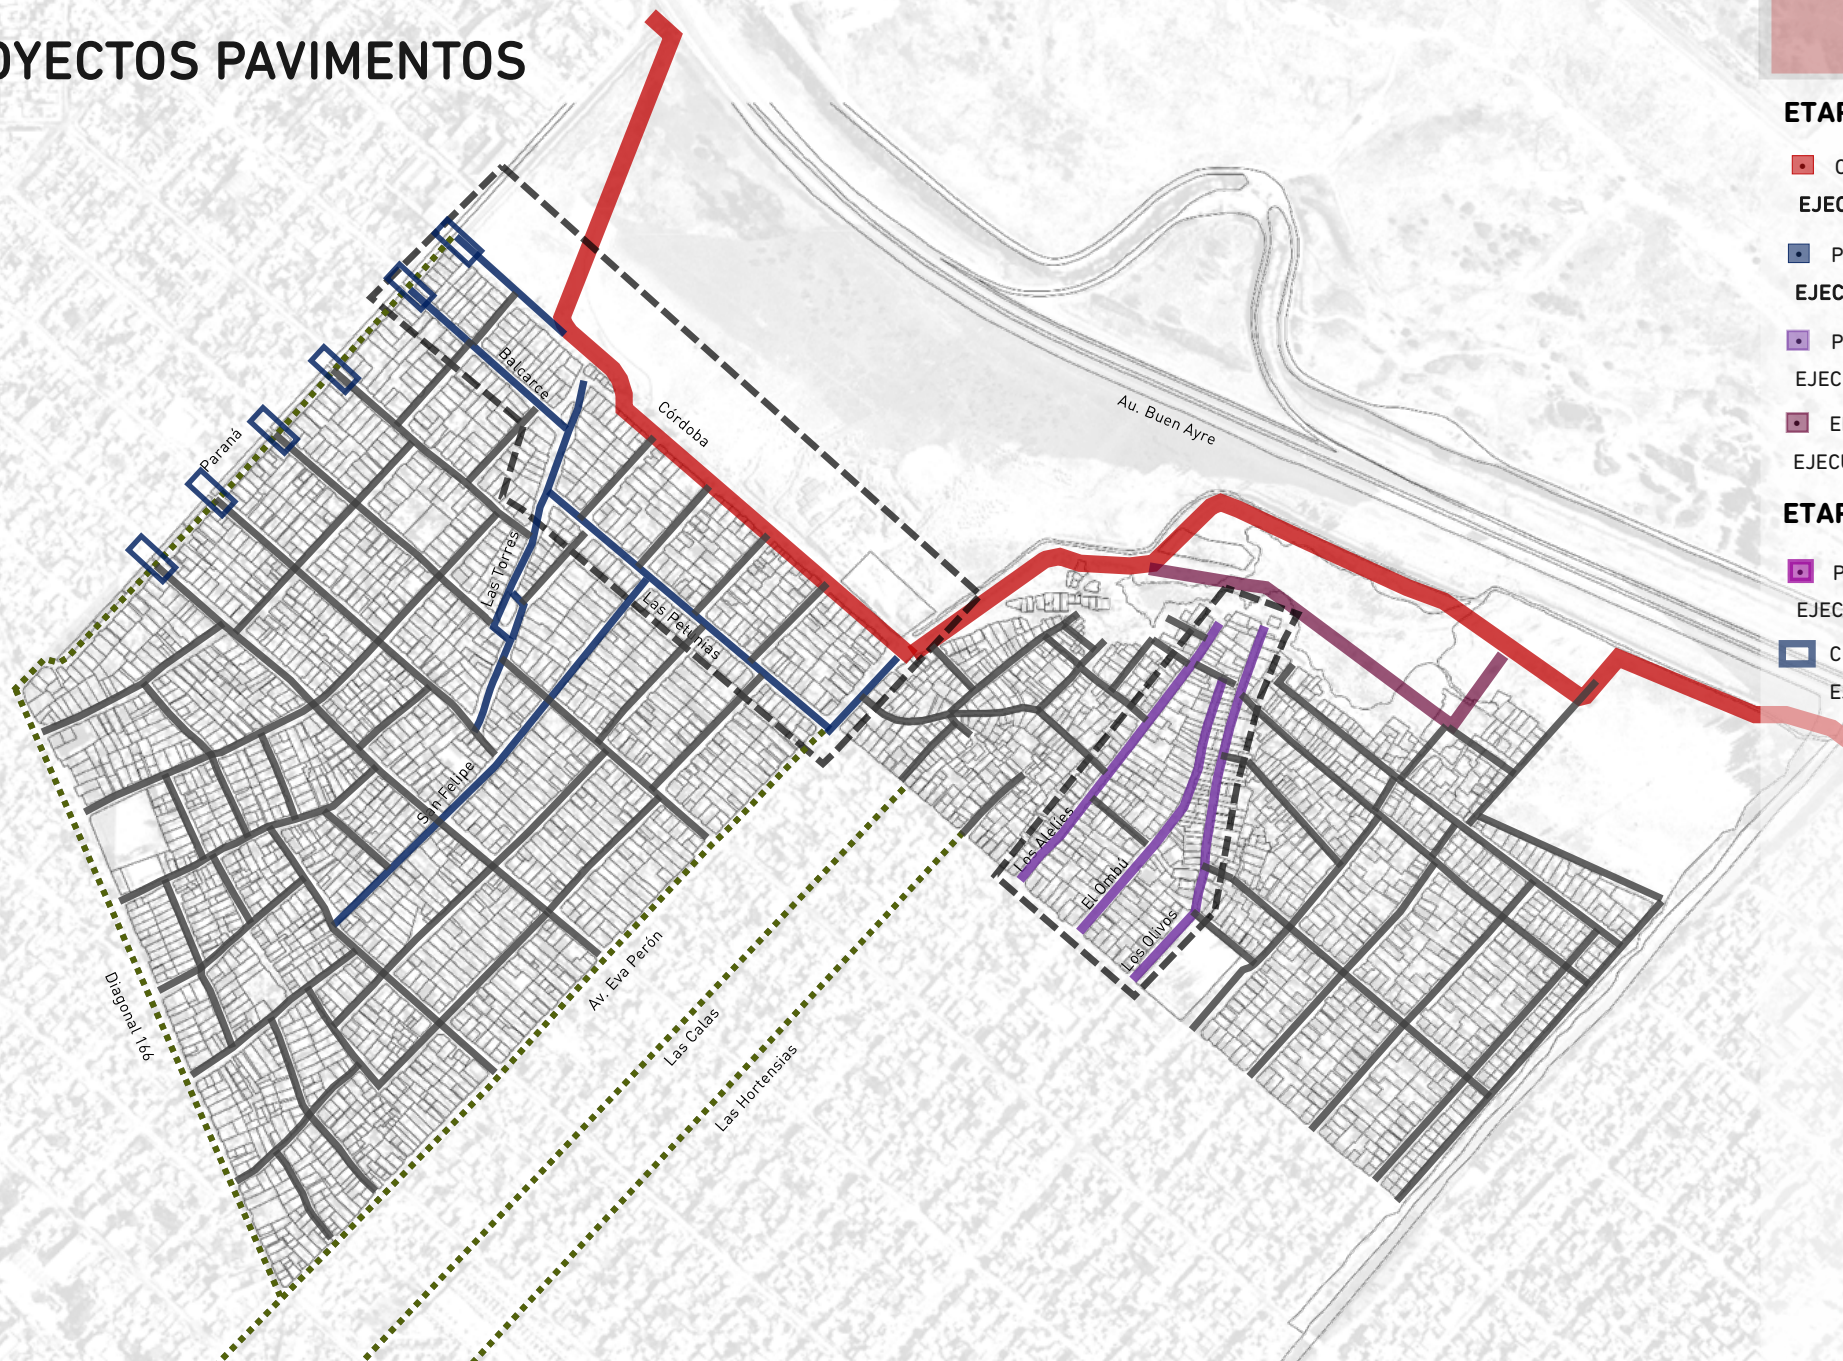 OYECTOS PAVIMENTOS
Balcarce
Córdoba
Paraná
Las Torres
Las Petunias
San Felipe
Diagonal 166
Av. Eva Perón
Las Calas
Las Hortensias
Au. Buen Ayre
Los Alelíes
El Ombú
Los Olivos
ETAP
C
EJEC
P
EJEC
P
EJEC
E
EJECU
ETAP
P
EJEC
C
E